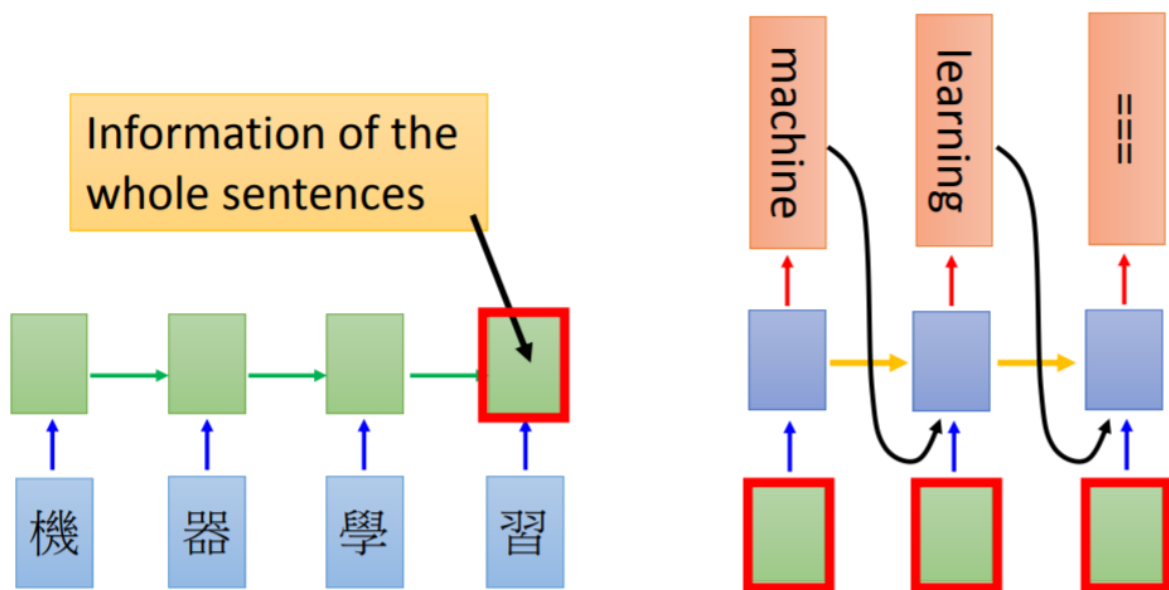 Information of the
whole sentences
機
器
學
習
machine
learning
===